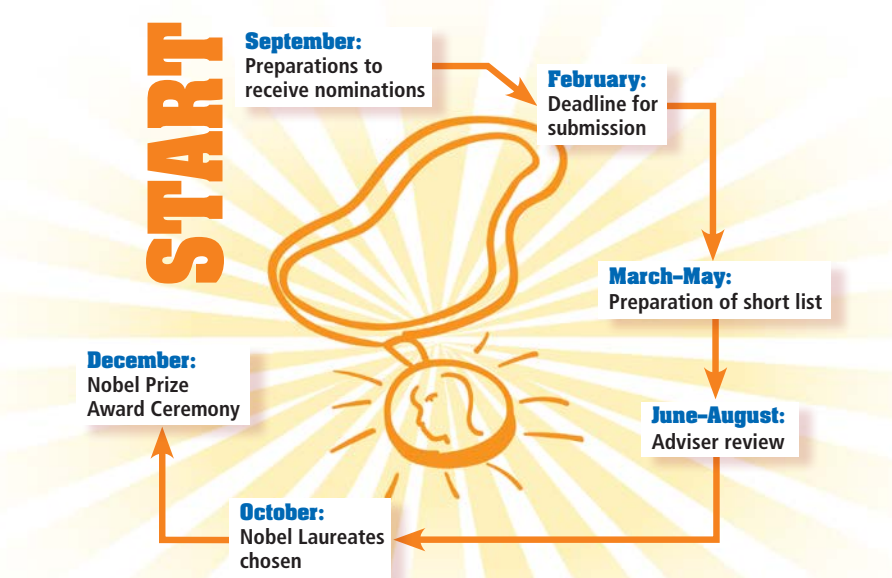 START
September:
Preparations to
receive nominations
February:
Deadline for
submission
March–May:
Preparation of short list
June–August:
Adviser review
October:
Nobel Laureates
chosen
December:
Nobel Prize
Award Ceremony